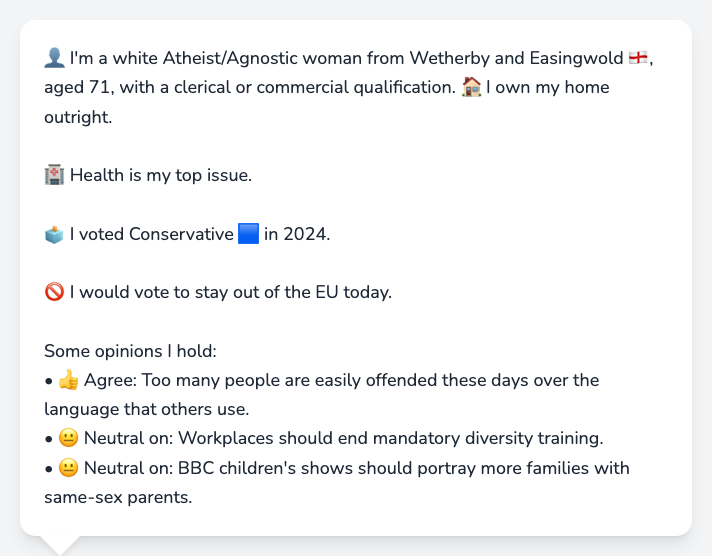 👤 I'm a white Atheist/Agnostic woman from Wetherby and Easingwold 🏴󠁧󠁢󠁥󠁮󠁧󠁿,
aged 71, with a clerical or commercial qualification. 🏠 I own my home
outright.
🏥 Health is my top issue.
🗳️ I voted Conservative 🟦 in 2024.
🚫 I would vote to stay out of the EU today.
Some opinions I hold:
• 👍 Agree: Too many people are easily offended these days over the
language that others use.
• 😐 Neutral on: Workplaces should end mandatory diversity training.
• 😐 Neutral on: BBC children's shows should portray more families with
same-sex parents.